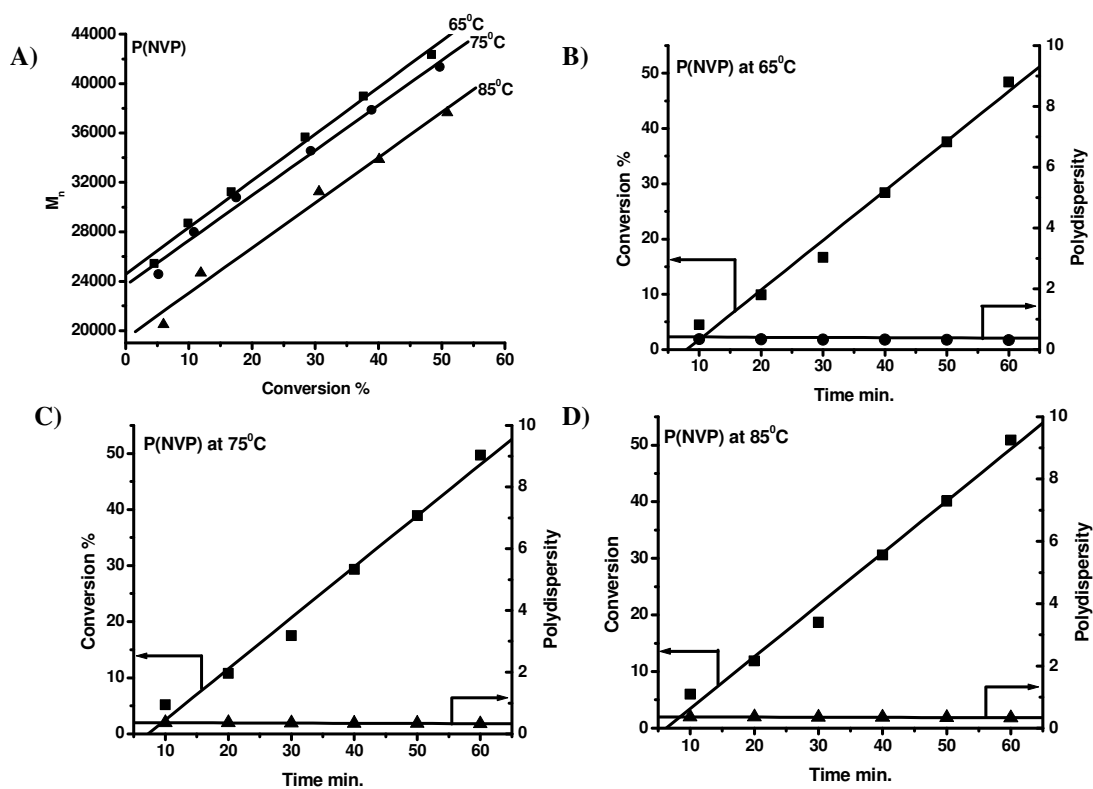 A)
P(NVP)
65⁰C
75⁰C
85⁰C
44000
40000
36000
32000
28000
24000
20000
Mₙ
0 10 20 30 40 50 60
Conversion %
B)
P(NVP) at 65⁰C
50
40
30
20
10
0
Conversion %
10
8
6
4
2
0
Polydispersity
10 20 30 40 50 60
Time min.
C)
P(NVP) at 75⁰C
50
40
30
20
10
0
Conversion %
10
8
6
4
2
0
Polydispersity
10 20 30 40 50 60
Time min.
D)
P(NVP) at 85⁰C
50
40
30
20
10
0
Conversion
10
8
6
4
2
0
Polydispersity
10 20 30 40 50 60
Time min.